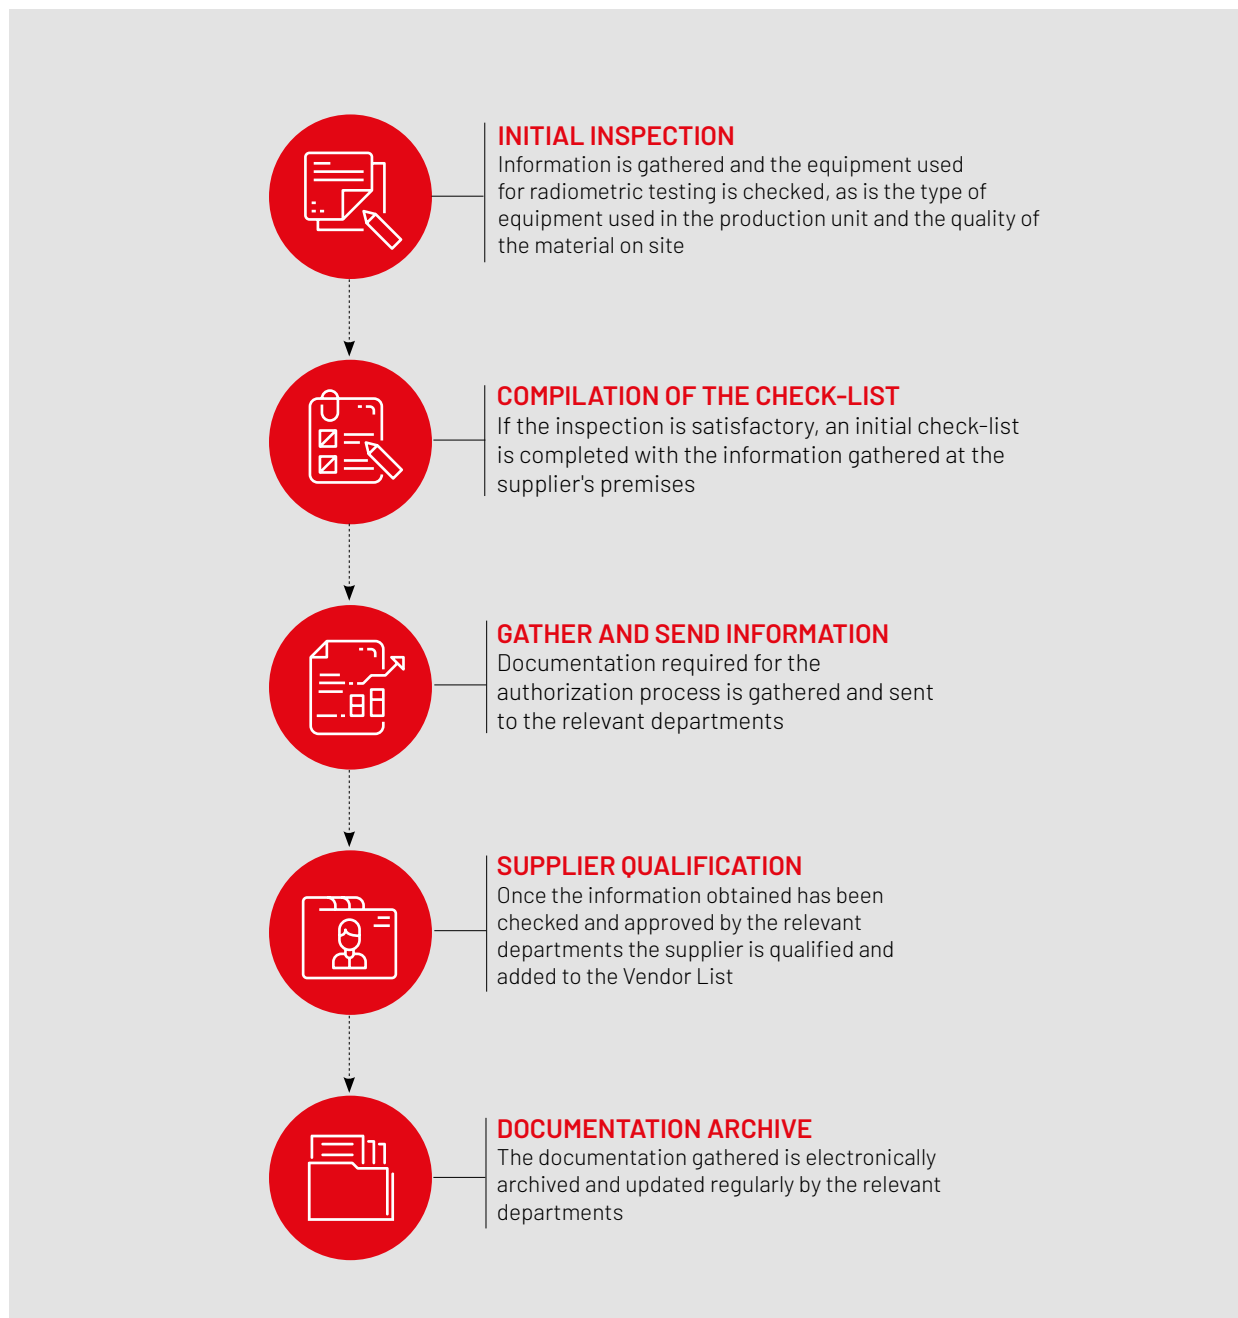 INITIAL INSPECTION
Information is gathered and the equipment used
for radiometric testing is checked, as is the type of
equipment used in the production unit and the quality of
the material on site
COMPILATION OF THE CHECK-LIST
If the inspection is satisfactory, an initial check-list
is completed with the information gathered at the
supplier's premises
GATHER AND SEND INFORMATION
Documentation required for the
authorization process is gathered and sent
to the relevant departments
SUPPLIER QUALIFICATION
Once the information obtained has been
checked and approved by the relevant
departments the supplier is qualified and
added to the Vendor List
DOCUMENTATION ARCHIVE
The documentation gathered is electronically
archived and updated regularly by the relevant
departments